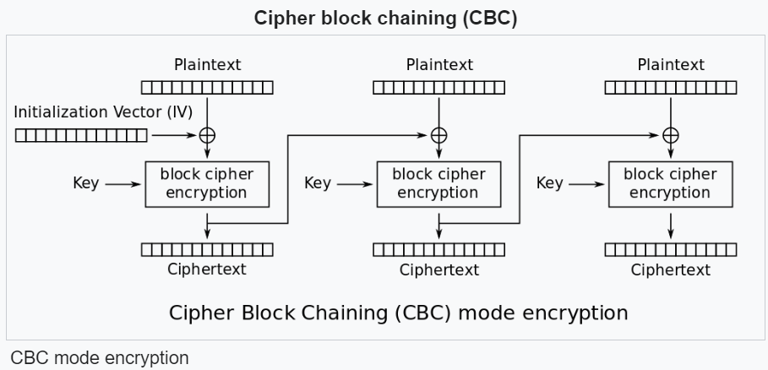 Cipher block chaining (CBC)
Plaintext
Plaintext
Plaintext
Initialization Vector (IV)
Key
block cipher
encryption
Key
block cipher
encryption
Key
block cipher
encryption
Ciphertext
Ciphertext
Ciphertext
Cipher Block Chaining (CBC) mode encryption
CBC mode encryption